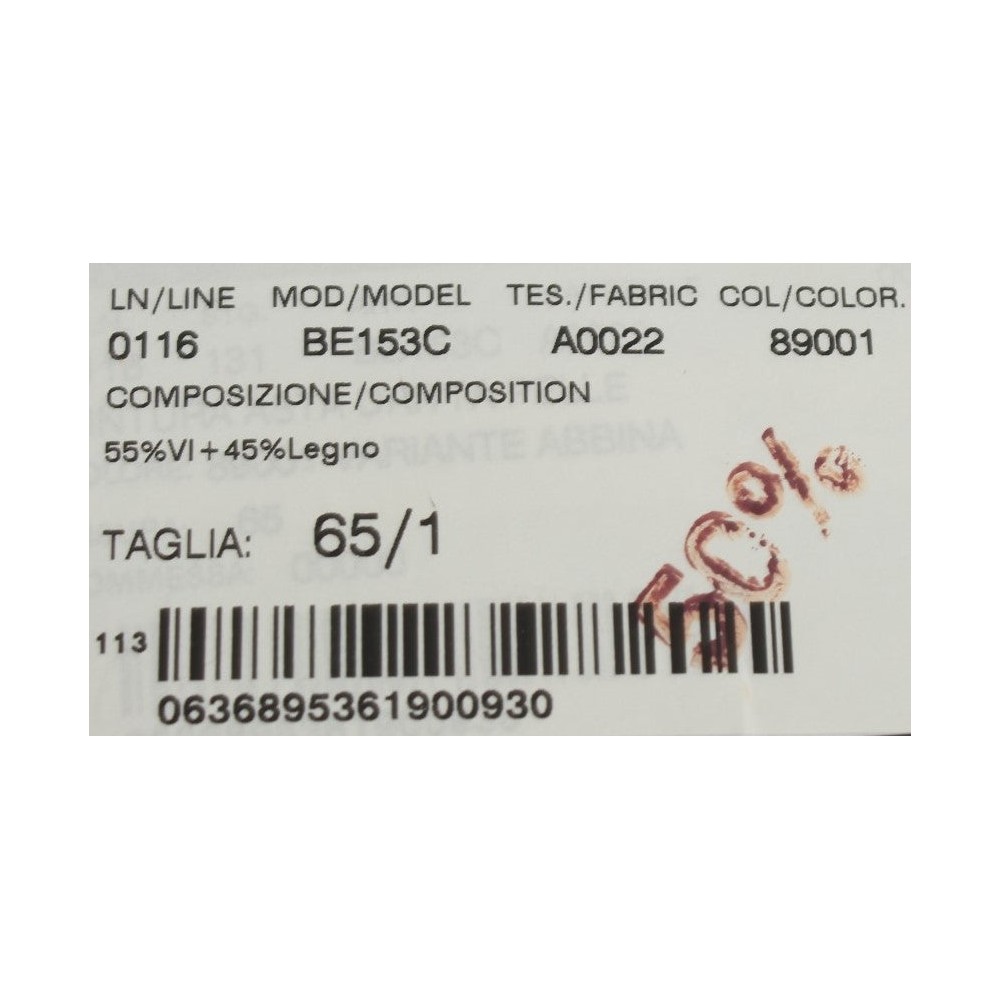 LN/LINE MOD/MODEL TES./FABRIC COL/COLOR.
0116 BE153C A0022 89001
COMPOSIZIONE/COMPOSITION
55%VI+45%Legno
50%
TAGLIA: 65/1
113
0636895361900930